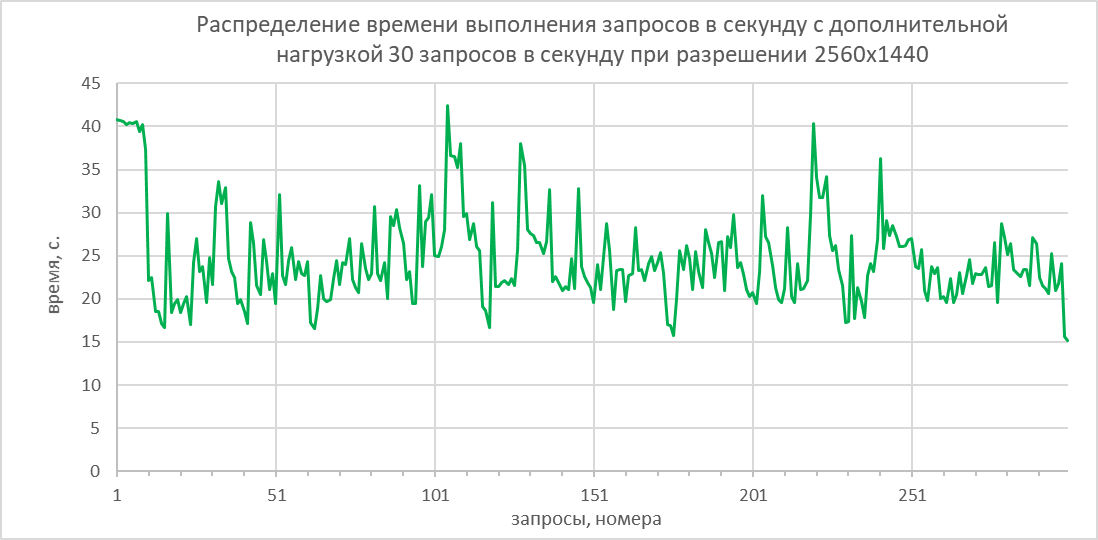 Распределение времени выполнения запросов в секунду с дополнительной
нагрузкой 30 запросов в секунду при разрешении 2560x1440
45
40
35
30
25
20
15
10
5
0
время, с.
1 51 101 151 201 251
запросы, номера